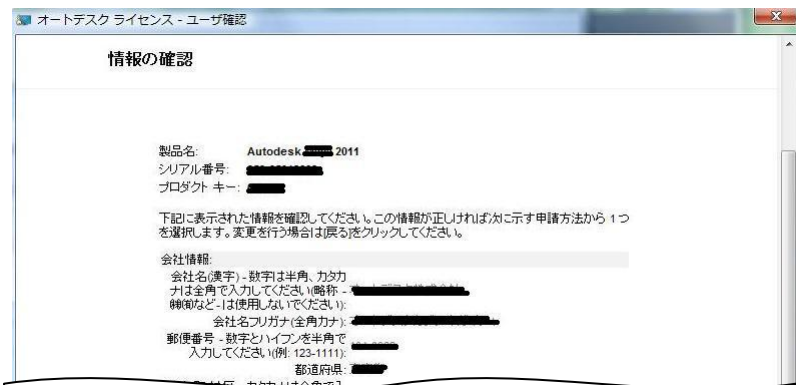 オートデスク ライセンス - ユーザ確認
情報の確認
製品名: Autodesk 2011
シリアル番号:
プロダクト キー:
下記に表示された情報を確認してください。この情報が正しければ次に示す申請方法から 1 つ
を選択します。変更を行う場合は[戻る]をクリックしてください。
会社情報:
会社名(漢字) - 数字は半角、カタカ
ナは全角で入力してください(略称 -
㈱㈲など-は使用しないでください):
会社名フリガナ(全角カナ):
郵便番号 - 数字とハイフンを半角で
入力してください(例: 123-1111):
都道府県: